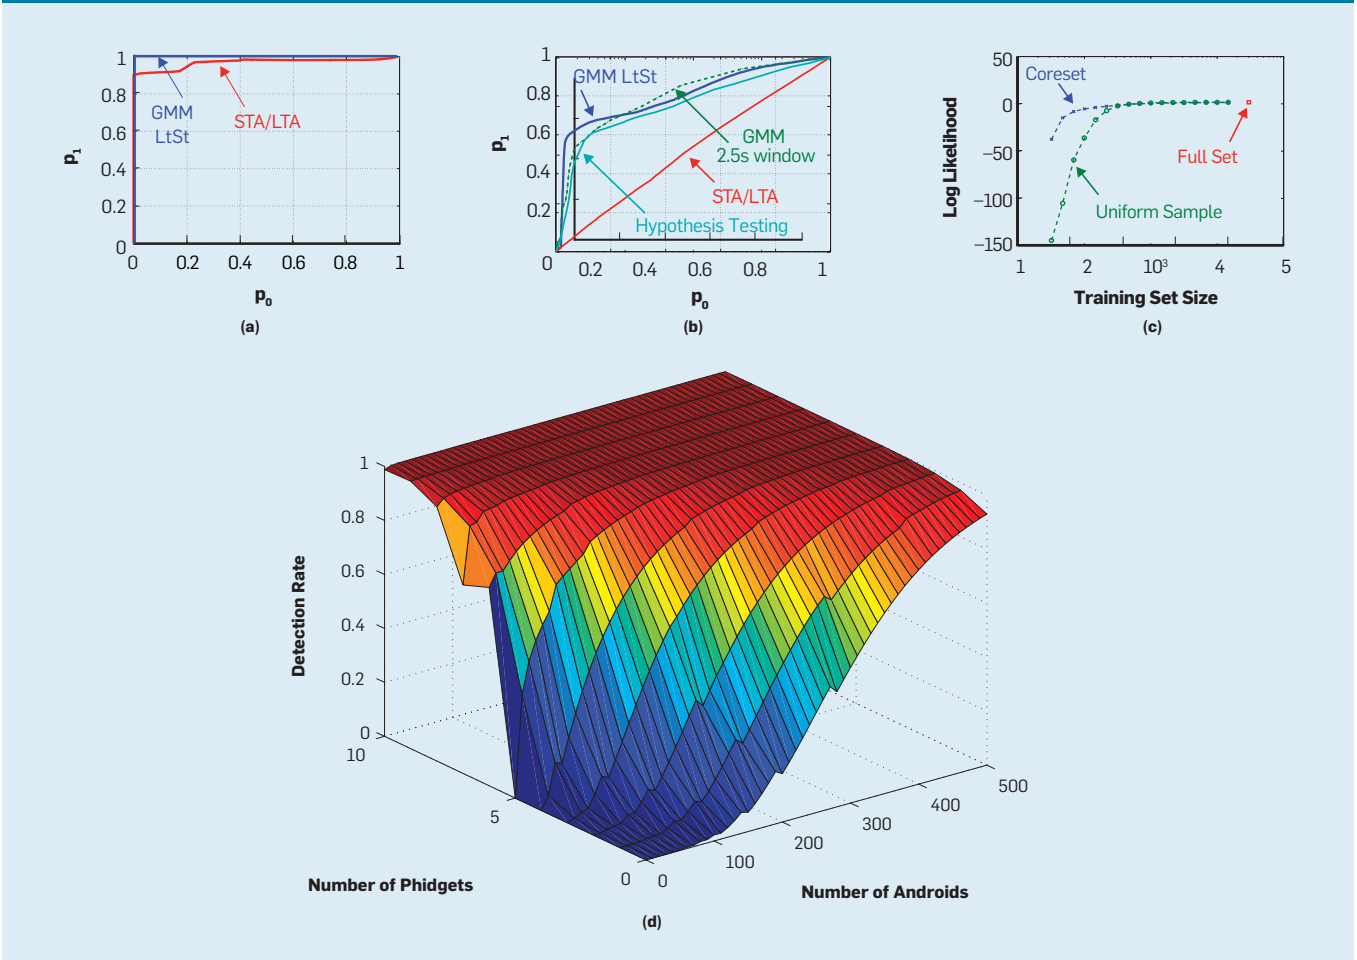 1
0.8
0.6
0.4
0.2
0
0 0.2 0.4 0.6 0.8 1
p1
p0
GMM
LtSt
STA/LTA
(a)
1
0.8
0.6
0.4
0.2
0 0.2 0.4 0.6 0.8 1
p1
p0
GMM LtSt
GMM
2.5s window
STA/LTA
Hypothesis Testing
(b)
50
0
−50
−100
−150
1 2 10³ 4 5
Log Likelihood
Training Set Size
Coreset
Full Set
Uniform Sample
(c)
1
0.8
0.6
0.4
0.2
0
Detection Rate
10
5
0
Number of Phidgets
0
100
200
300
400
500
Number of Androids
(d)